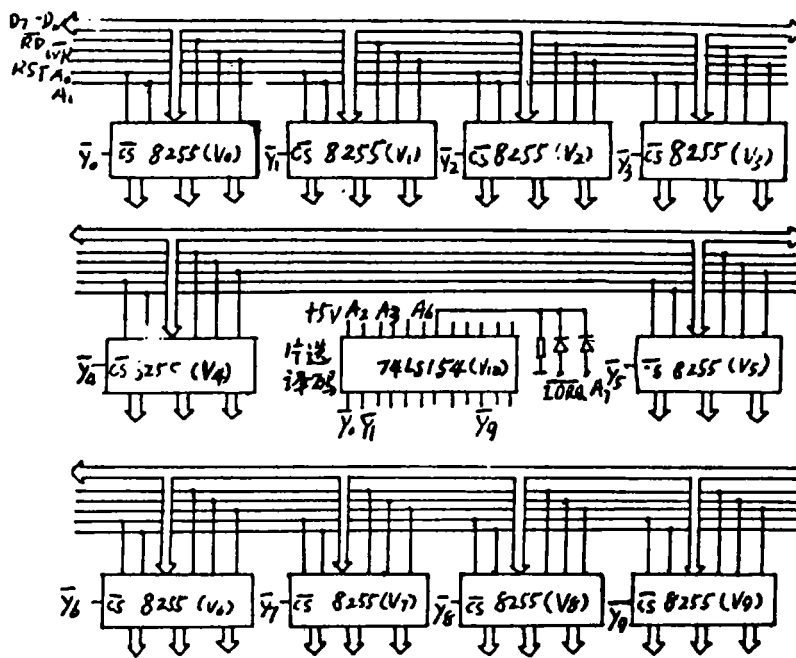 D7-D0
RD
WR
RST A0
A1
Y0 CS 8255(V0)
Y1 CS 8255(V1)
Y2 CS 8255(V2)
Y3 CS 8255(V3)
+5V A2 A3 A6
片选
译码
Y4 CS 8255(V4)
74LS154(V10)
IORQ A7
Y5 CS 8255(V5)
Y0 Y1 Y9
Y6 CS 8255(V6)
Y7 CS 8255(V7)
Y8 CS 8255(V8)
Y9 CS 8255(V9)